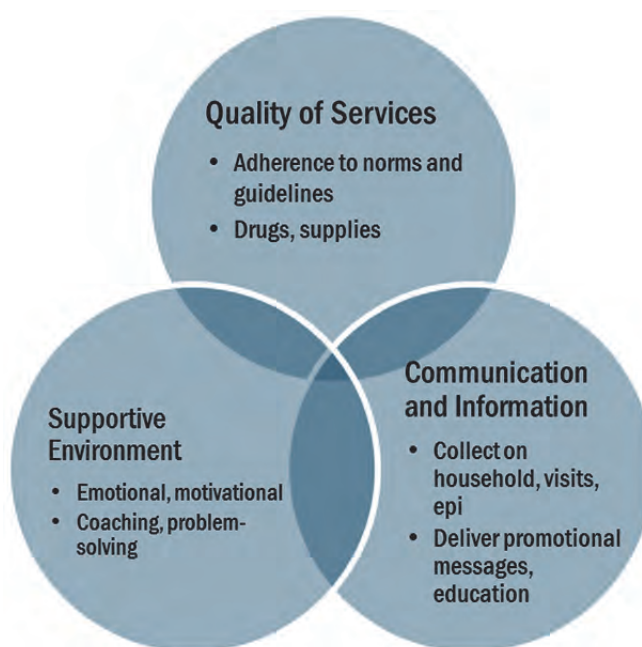 Quality of Services
• Adherence to norms and
guidelines
• Drugs, supplies
Supportive
Environment
• Emotional, motivational
• Coaching, problem-
solving
Communication
and Information
• Collect on
household, visits,
epi
• Deliver promotional
messages,
education